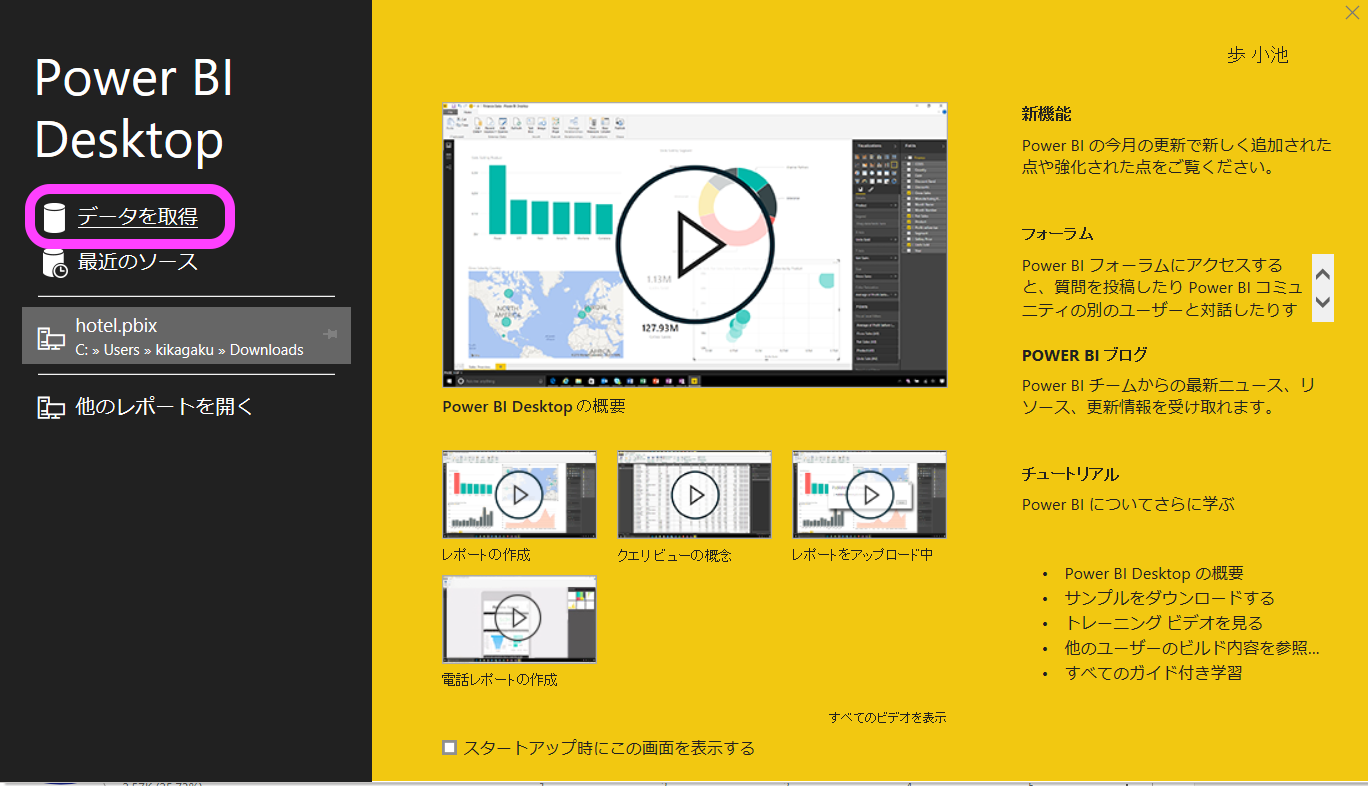 Power BI
Desktop
データを取得
最近のソース
hotel.pbix
C: » Users » kikagaku » Downloads
他のレポートを開く
歩 小池
127.93M
1.13M
Power BI Desktop の概要
レポートの作成
クエリビューの概念
レポートをアップロード中
電話レポートの作成
すべてのビデオを表示
スタートアップ時にこの画面を表示する
新機能
Power BI の今月の更新で新しく追加された
点や強化された点をご覧ください。
フォーラム
Power BI フォーラムにアクセスする
と、質問を投稿したり Power BI コミュ
ニティの別のユーザーと対話したりす
POWER BI ブログ
Power BI チームからの最新ニュース、リ
ソース、更新情報を受け取れます。
チュートリアル
Power BI についてさらに学ぶ
• Power BI Desktop の概要
• サンプルをダウンロードする
• トレーニング ビデオを見る
• 他のユーザーのビルド内容を参照...
• すべてのガイド付き学習